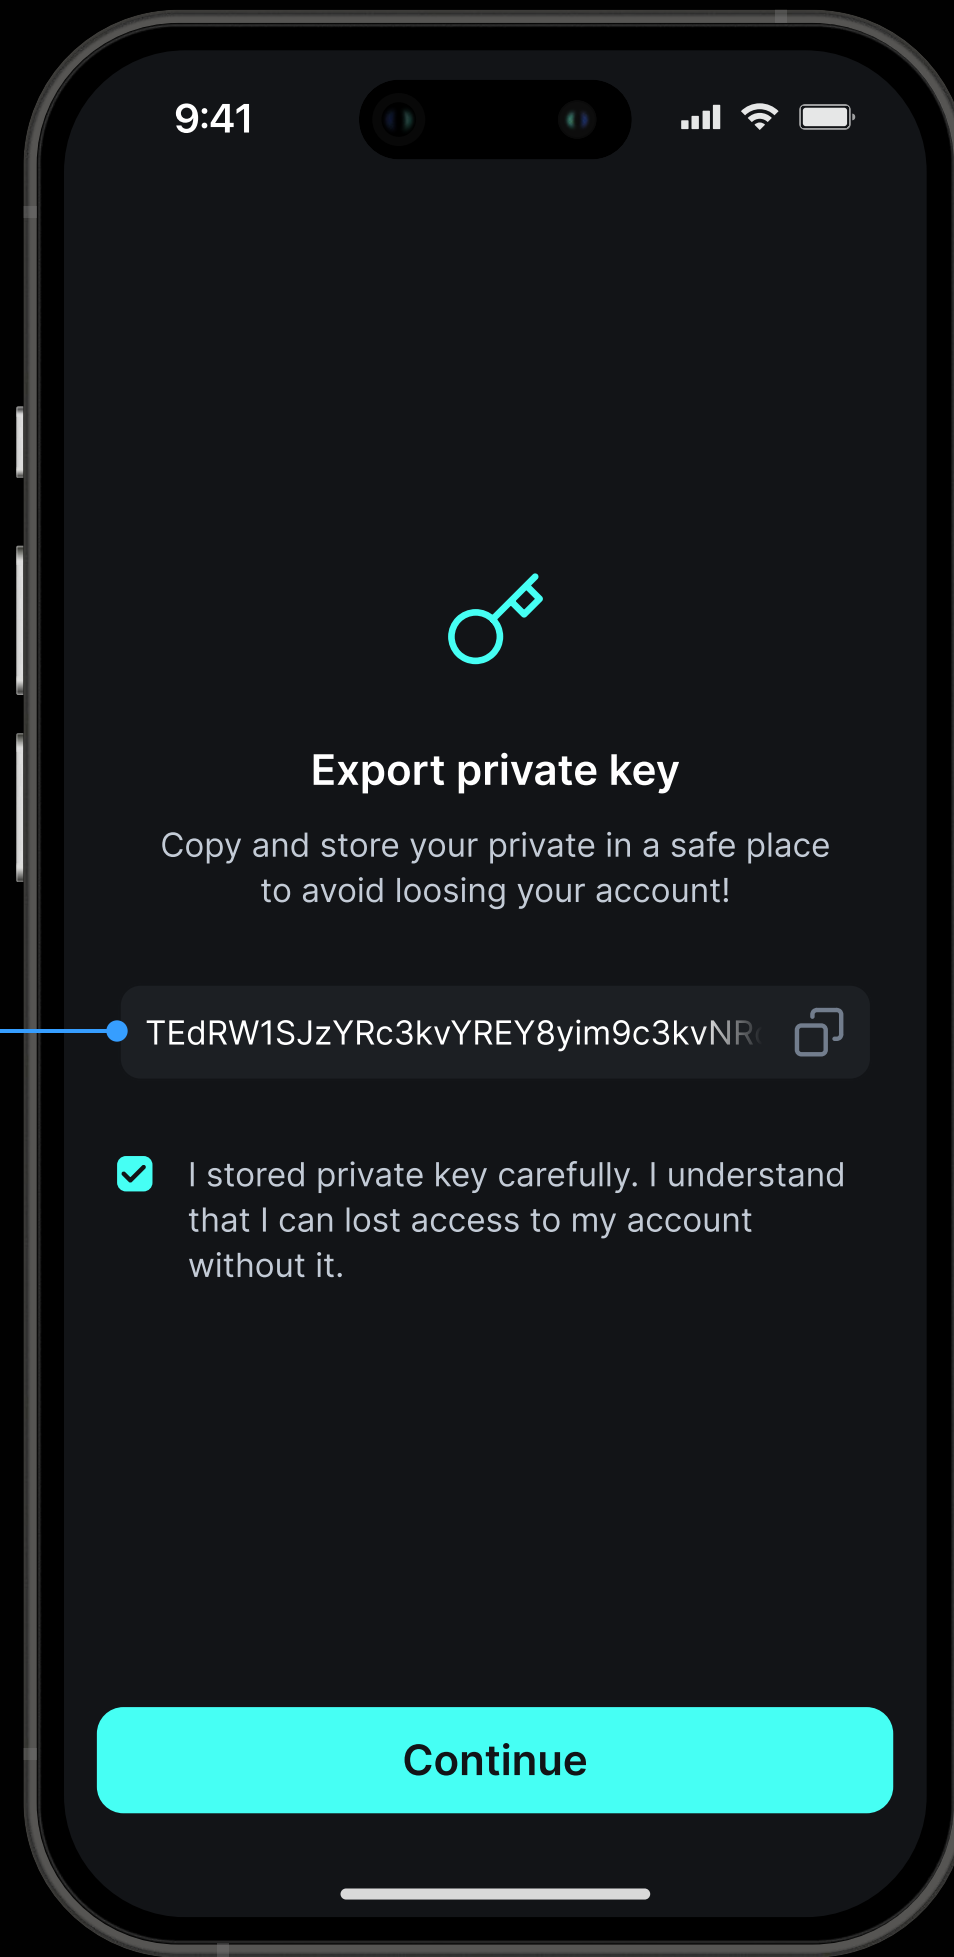 9:41
Export private key
Copy and store your private in a safe place
to avoid loosing your account!
TEdRW1SJzYRc3kvYREY8yim9c3kvNR
I stored private key carefully. I understand
that I can lost access to my account
without it.
Continue